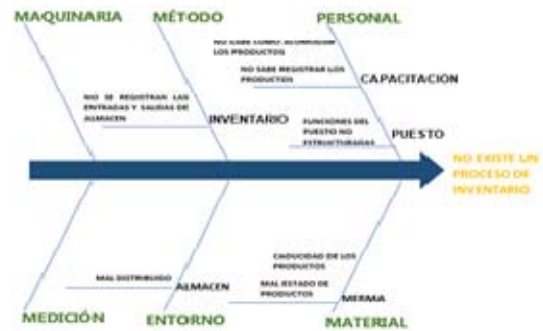 MAQUINARIA
MÉTODO
PERSONAL
NO SABE COMO ACOMODAR
LOS PRODUCTOS
NO SABE REGISTRAR LOS
PRODUCTOS
CAPACITACION
NO SE REGISTRAN LAS
ENTRADAS Y SALIDAS DE
ALMACEN
INVENTARIO
FUNCIONES DEL
PUESTO NO
ESTRUCTURADAS
PUESTO
NO EXISTE UN
PROCESO DE
INVENTARIO
CADUCIDAD DE LOS
PRODUCTOS
MAL DISTRIBUIDO
ALMACEN
MAL ESTADO DE
PRODUCTOS
MERMA
MEDICIÓN
ENTORNO
MATERIAL